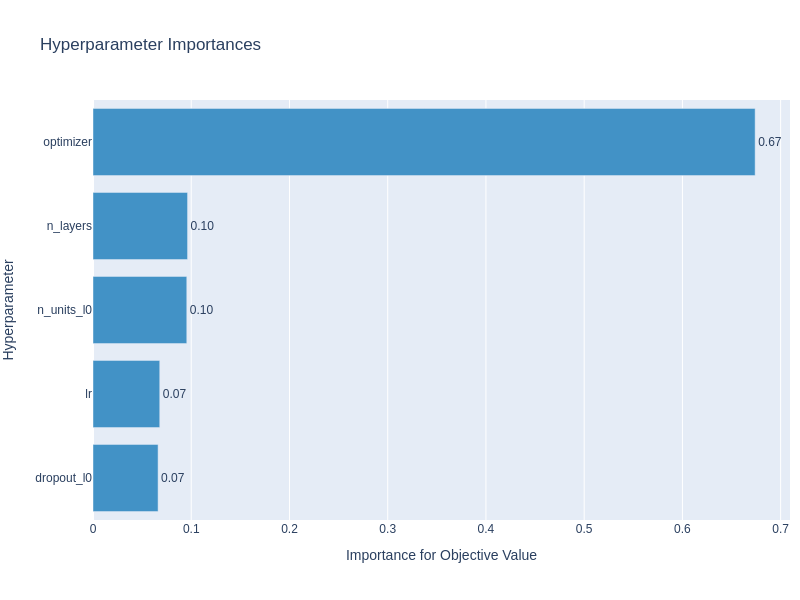 Hyperparameter Importances
optimizer
0.67
n_layers
0.10
n_units_l0
0.10
lr
0.07
dropout_l0
0.07
0 0.1 0.2 0.3 0.4 0.5 0.6 0.7
Importance for Objective Value
Hyperparameter